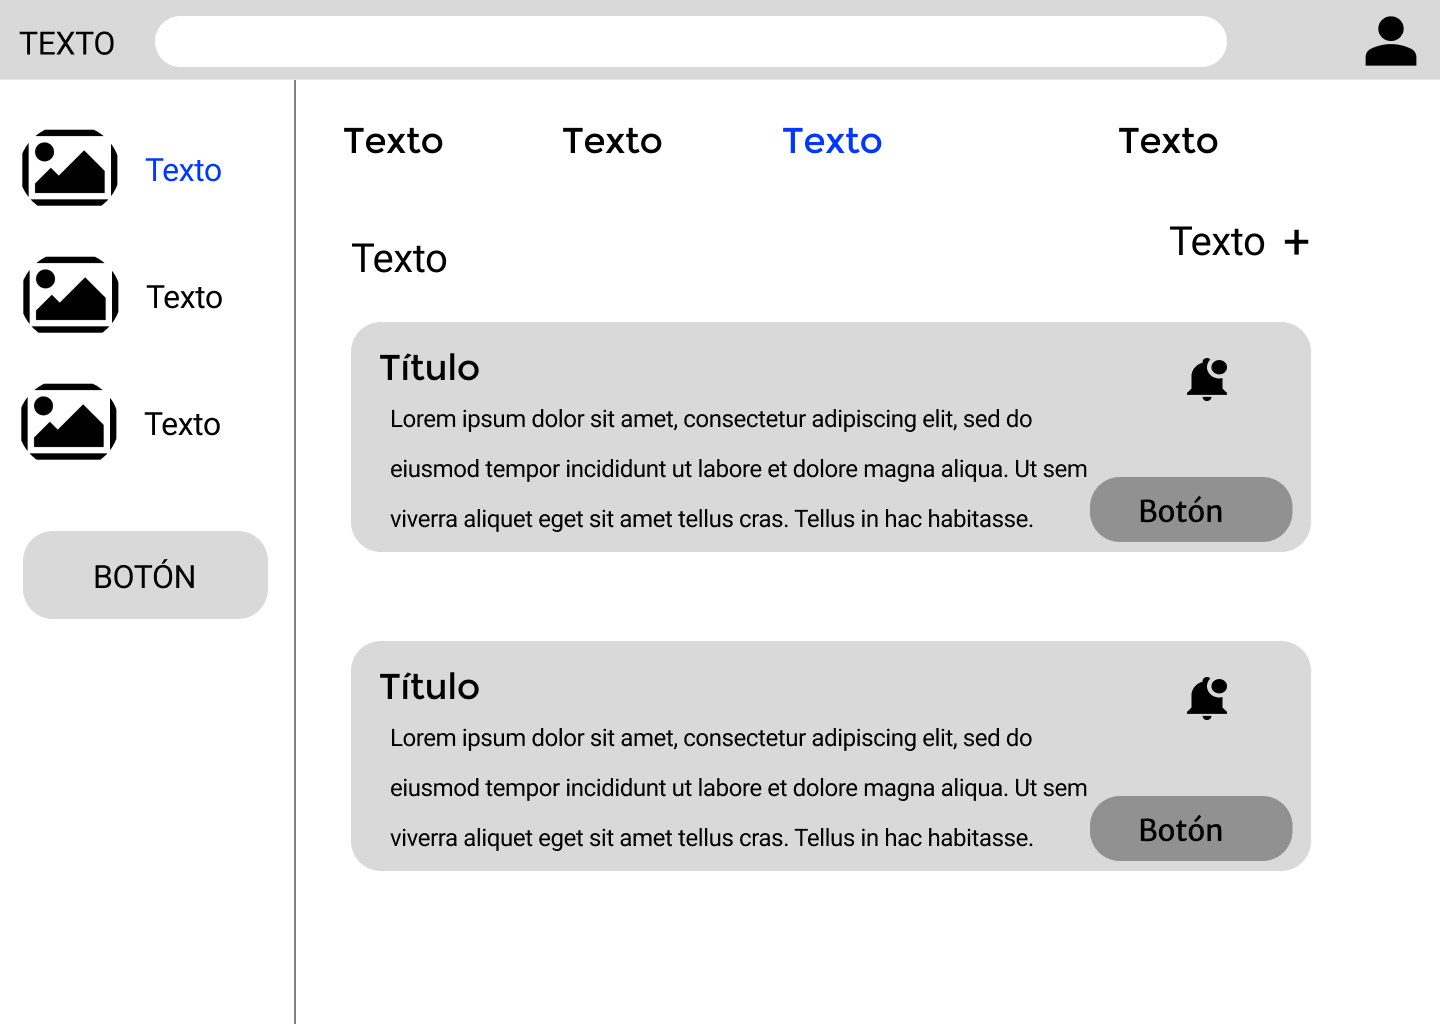 TEXTO
Texto
Texto
Texto
BOTÓN
Texto
Texto
Texto
Texto
Texto
Texto +
Título
Lorem ipsum dolor sit amet, consectetur adipiscing elit, sed do
eiusmod tempor incididunt ut labore et dolore magna aliqua. Ut sem
viverra aliquet eget sit amet tellus cras. Tellus in hac habitasse.
Botón
Título
Lorem ipsum dolor sit amet, consectetur adipiscing elit, sed do
eiusmod tempor incididunt ut labore et dolore magna aliqua. Ut sem
viverra aliquet eget sit amet tellus cras. Tellus in hac habitasse.
Botón